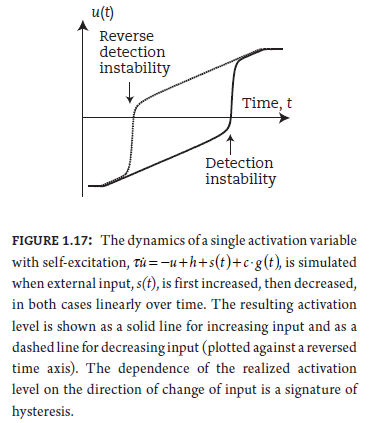 u(t)
Reverse
detection
instability
Time, t
Detection
instability
FIGURE 1.17: The dynamics of a single activation variable
with self-excitation, τu̇=−u+h+s(t)+c·g(t), is simulated
when external input, s(t), is first increased, then decreased,
in both cases linearly over time. The resulting activation
level is shown as a solid line for increasing input and as a
dashed line for decreasing input (plotted against a reversed
time axis). The dependence of the realized activation
level on the direction of change of input is a signature of
hysteresis.